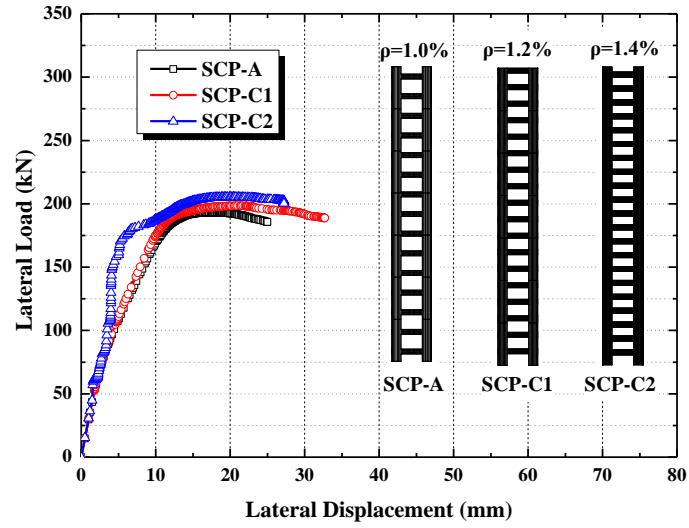 350
300
250
200
150
100
50
0
Lateral Load (kN)
SCP-A
SCP-C1
SCP-C2
ρ=1.0% ρ=1.2% ρ=1.4%
SCP-A SCP-C1 SCP-C2
0 10 20 30 40 50 60 70 80
Lateral Displacement (mm)